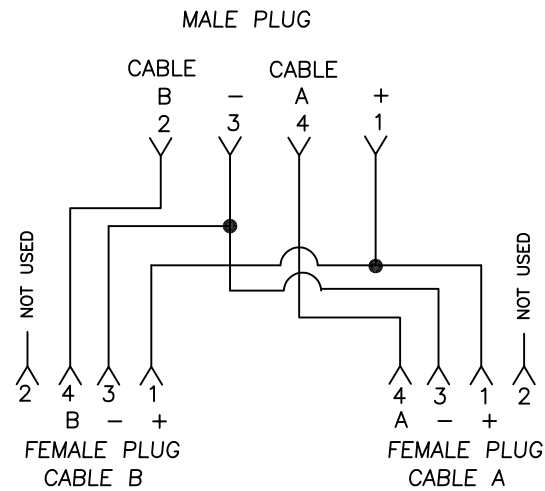 MALE PLUG
CABLE CABLE
B − A +
2 3 4 1
NOT USED
NOT USED
2 4 3 1
4 3 1 2
B − +
A − +
FEMALE PLUG
CABLE B
FEMALE PLUG
CABLE A